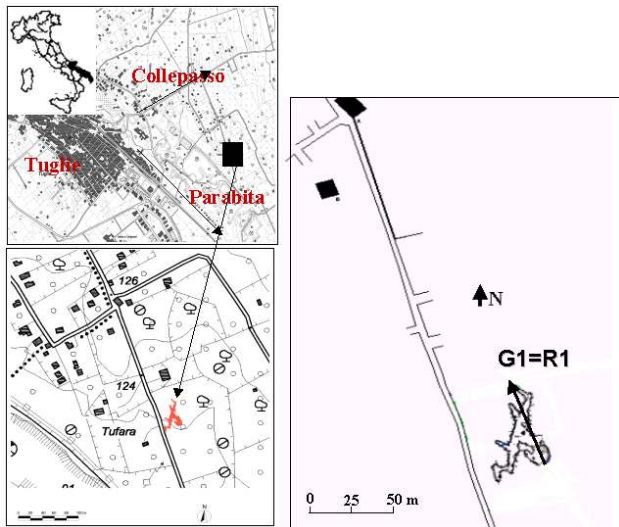 Collepasso
Tuglie
Parabita
126
124
Tufara
N
N
G1=R1
0 25 50 m